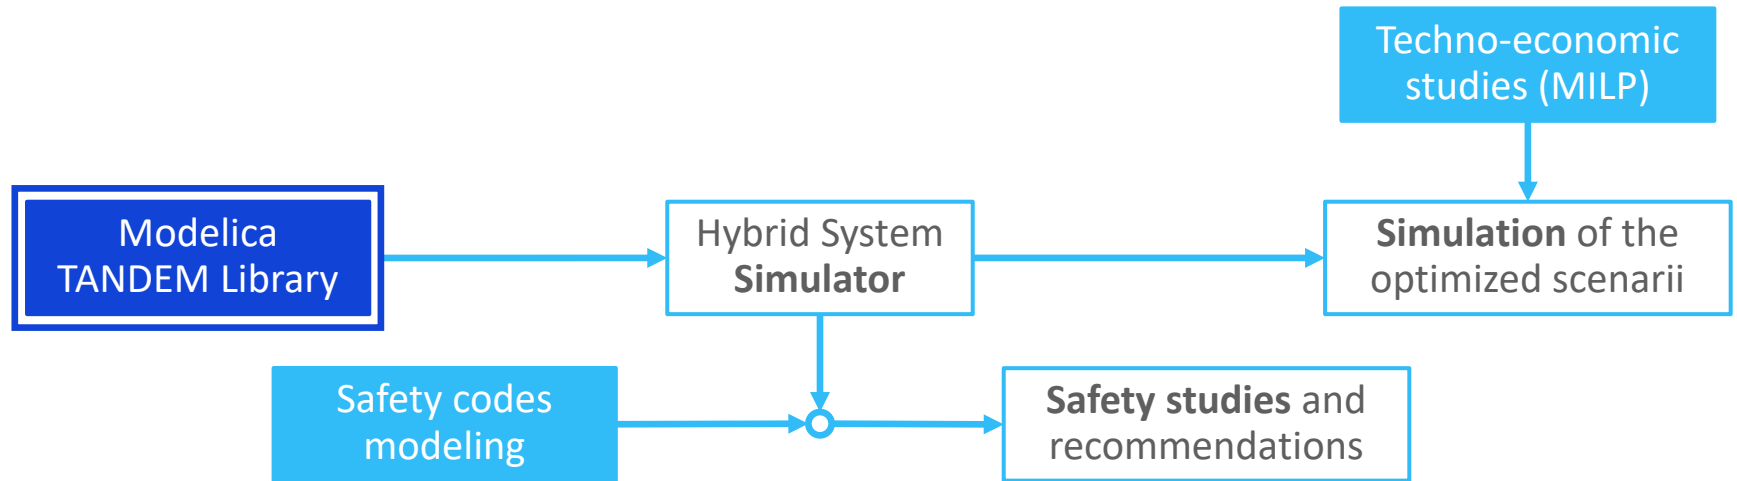 Techno-economic
studies (MILP)
Modelica
TANDEM Library
Hybrid System
Simulator
Simulation of the
optimized scenarii
Safety codes
modeling
Safety studies and
recommendations